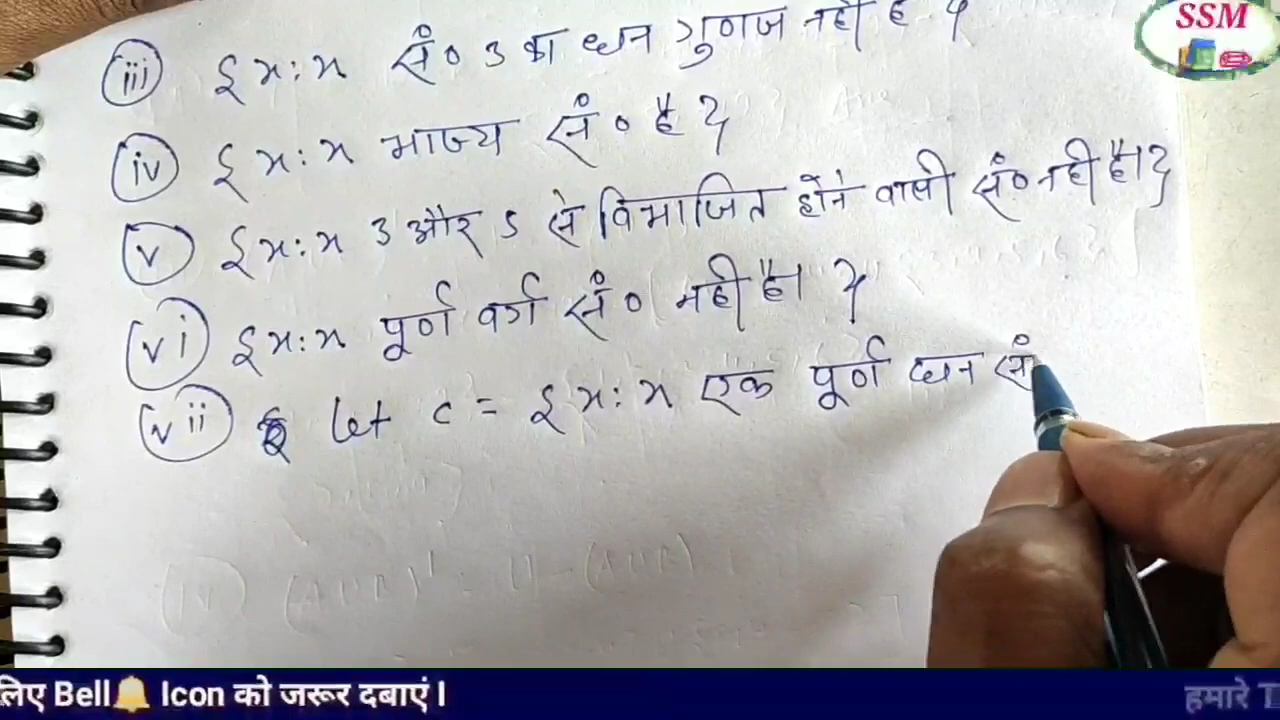 SSM
(iii) { x : x सं० 3 का धन गुणज नहीं है }
(iv) { x : x भाज्य सं० है }
(v) { x : x 3 और 5 से विभाजित होने वाली सं० नही है। }
(vi) { x : x पूर्ण वर्ग सं० नही है। }
(vii) Let C = { x : x एक पूर्ण घन सं
लिए Bell🔔 Icon को जरूर दबाएं । हमारे